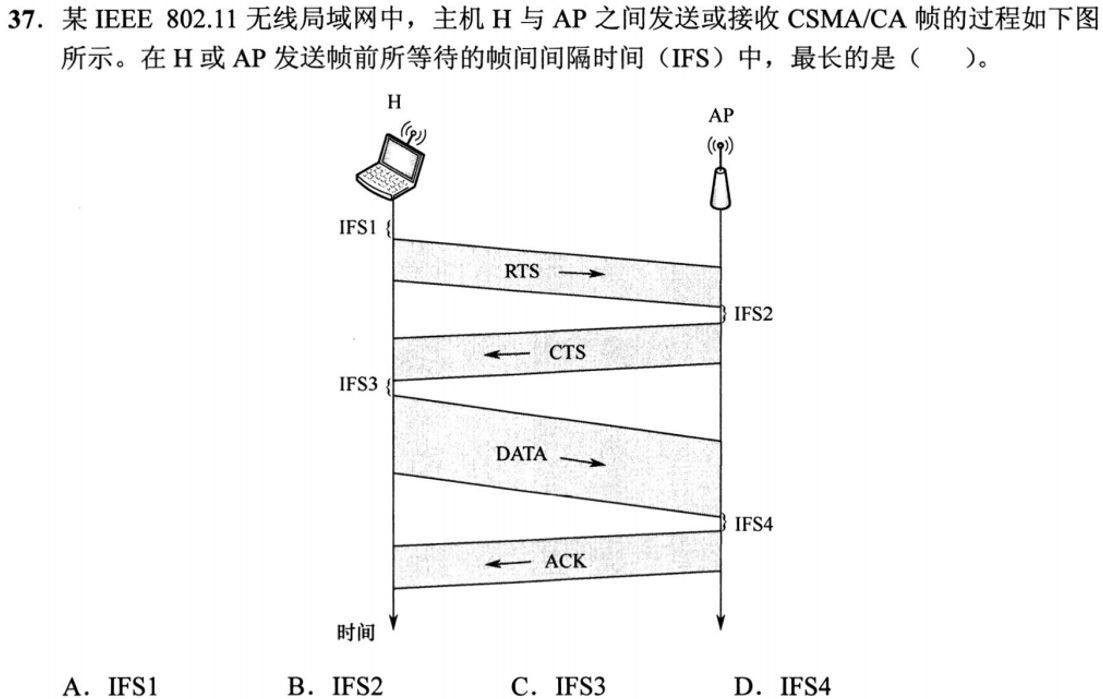 37. 某 IEEE 802.11 无线局域网中，主机 H 与 AP 之间发送或接收 CSMA/CA 帧的过程如下图
所示。在 H 或 AP 发送帧前所等待的帧间间隔时间（IFS）中，最长的是（  ）。
H
AP
IFS1
RTS
IFS2
CTS
IFS3
DATA
IFS4
ACK
时间
A. IFS1 B. IFS2 C. IFS3 D. IFS4